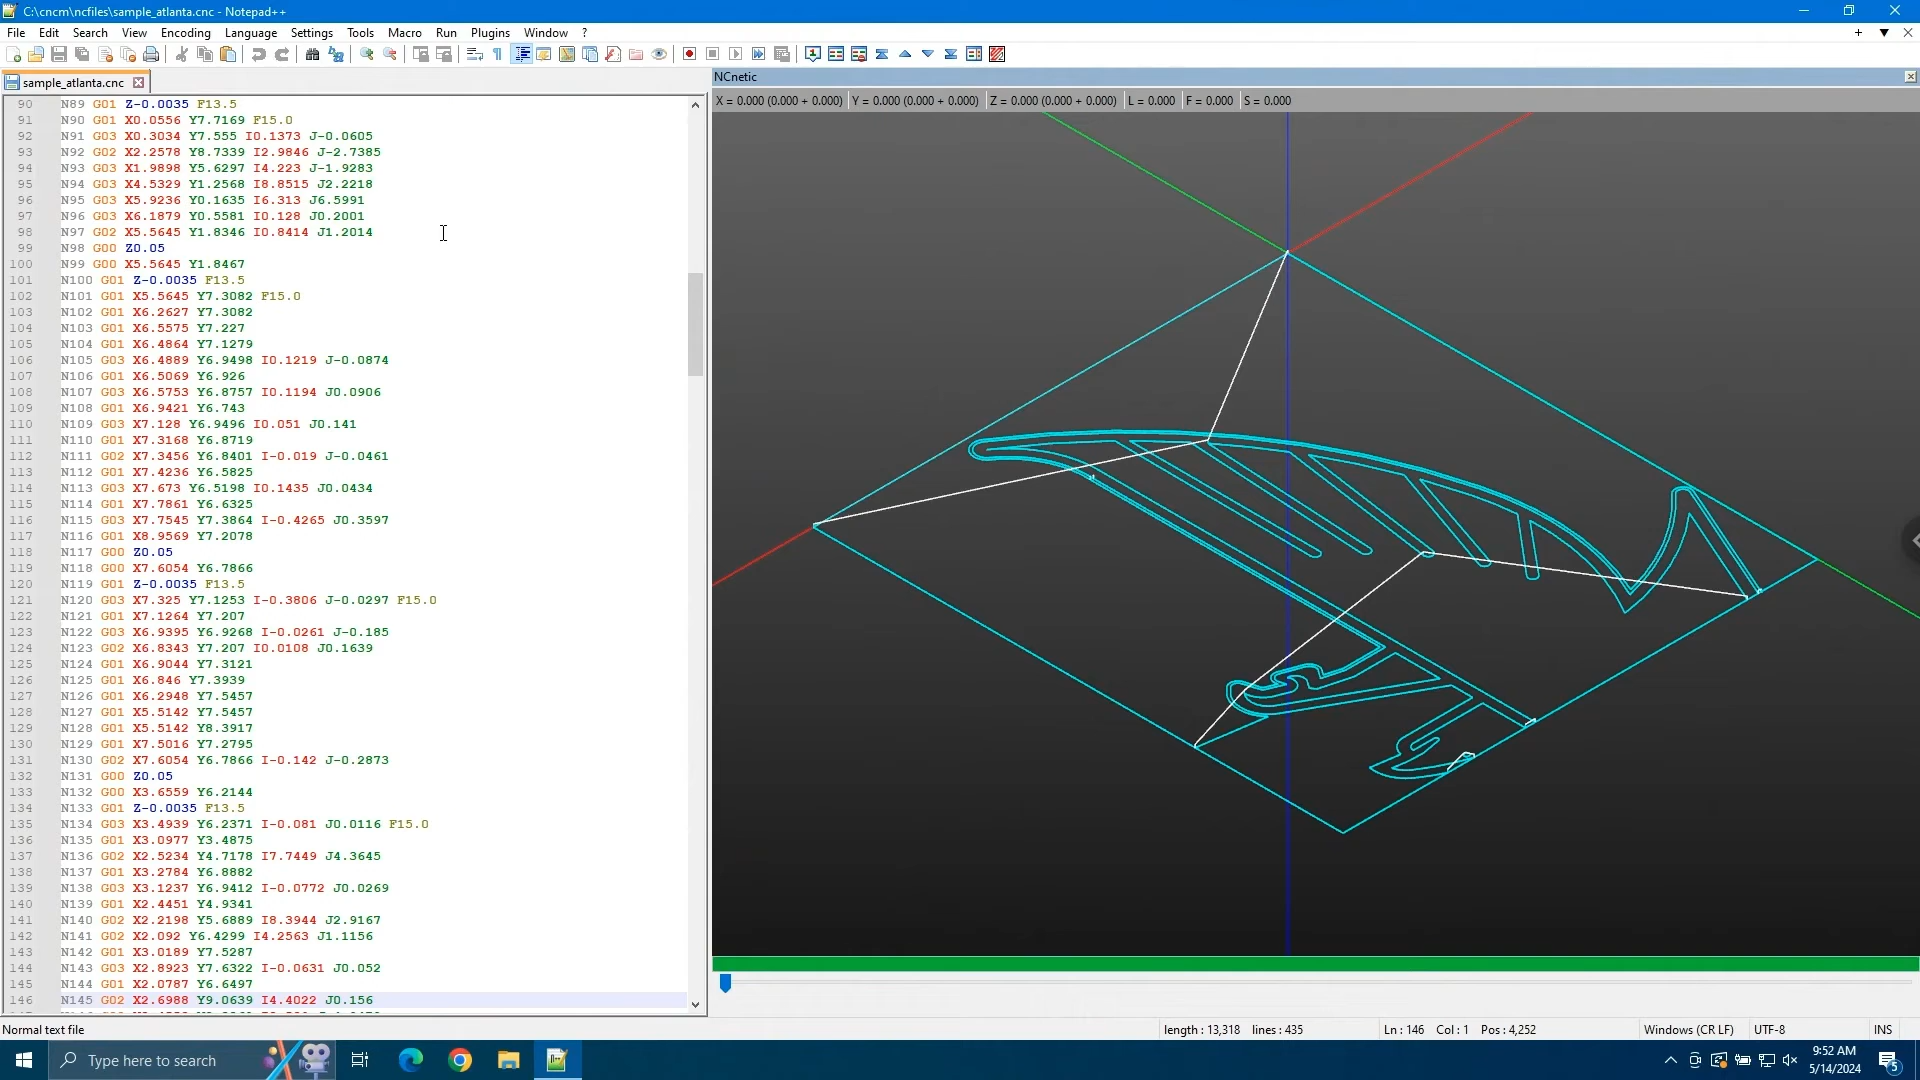 C:\cncm\ncfiles\sample_atlanta.cnc - Notepad++
File Edit Search View Encoding Language Settings Tools Macro Run Plugins Window ?
sample_atlanta.cnc
NCnetic
X = 0.000 (0.000 + 0.000) Y = 0.000 (0.000 + 0.000) Z = 0.000 (0.000 + 0.000) L = 0.000 F = 0.000 S = 0.000
90 N89 G01 Z-0.0035 F13.5
91 N90 G01 X0.0556 Y7.7169 F15.0
92 N91 G03 X0.3034 Y7.555 I0.1373 J-0.0605
93 N92 G02 X2.2578 Y8.7339 I2.9846 J-2.7385
94 N93 G03 X1.9898 Y5.6297 I4.223 J-1.9283
95 N94 G03 X4.5329 Y1.2568 I8.8515 J2.2218
96 N95 G03 X5.9236 Y0.1635 I6.313 J6.5991
97 N96 G03 X6.1879 Y0.5581 I0.128 J0.2001
98 N97 G02 X5.5645 Y1.8346 I0.8414 J1.2014
99 N98 G00 Z0.05
100 N99 G00 X5.5645 Y1.8467
101 N100 G01 Z-0.0035 F13.5
102 N101 G01 X5.5645 Y7.3082 F15.0
103 N102 G01 X6.2627 Y7.3082
104 N103 G01 X6.5575 Y7.227
105 N104 G01 X6.4864 Y7.1279
106 N105 G03 X6.4889 Y6.9498 I0.1219 J-0.0874
107 N106 G01 X6.5069 Y6.926
108 N107 G03 X6.5753 Y6.8757 I0.1194 J0.0906
109 N108 G01 X6.9421 Y6.743
110 N109 G03 X7.128 Y6.9496 I0.051 J0.141
111 N110 G01 X7.3168 Y6.8719
112 N111 G02 X7.3456 Y6.8401 I-0.019 J-0.0461
113 N112 G01 X7.4236 Y6.5825
114 N113 G03 X7.673 Y6.5198 I0.1435 J0.0434
115 N114 G01 X7.7861 Y6.6325
116 N115 G03 X7.7545 Y7.3864 I-0.4265 J0.3597
117 N116 G01 X8.9569 Y7.2078
118 N117 G00 Z0.05
119 N118 G00 X7.6054 Y6.7866
120 N119 G01 Z-0.0035 F13.5
121 N120 G03 X7.325 Y7.1253 I-0.3806 J-0.0297 F15.0
122 N121 G01 X7.1264 Y7.207
123 N122 G03 X6.9395 Y6.9268 I-0.0261 J-0.185
124 N123 G02 X6.8343 Y7.207 I0.0108 J0.1639
125 N124 G01 X6.9044 Y7.3121
126 N125 G01 X6.846 Y7.3939
127 N126 G01 X6.2948 Y7.5457
128 N127 G01 X5.5142 Y7.5457
129 N128 G01 X5.5142 Y8.3917
130 N129 G01 X7.5016 Y7.2795
131 N130 G02 X7.6054 Y6.7866 I-0.142 J-0.2873
132 N131 G00 Z0.05
133 N132 G00 X3.6559 Y6.2144
134 N133 G01 Z-0.0035 F13.5
135 N134 G03 X3.4939 Y6.2371 I-0.081 J0.0116 F15.0
136 N135 G01 X3.0977 Y3.4875
137 N136 G02 X2.5234 Y4.7178 I7.7449 J4.3645
138 N137 G01 X3.2784 Y6.8882
139 N138 G03 X3.1237 Y6.9412 I-0.0772 J0.0269
140 N139 G01 X2.4451 Y4.9341
141 N140 G02 X2.2198 Y5.6889 I8.3944 J2.9167
142 N141 G02 X2.092 Y6.4299 I4.2563 J1.1156
143 N142 G01 X3.0189 Y7.5287
144 N143 G03 X2.8923 Y7.6322 I-0.0631 J0.052
145 N144 G01 X2.0787 Y6.6497
146 N145 G02 X2.6988 Y9.0639 I4.4022 J0.156
Normal text file length : 13,318 lines : 435 Ln : 146 Col : 1 Pos : 4,252 Windows (CR LF) UTF-8 INS
Type here to search
9:52 AM
5/14/2024
5